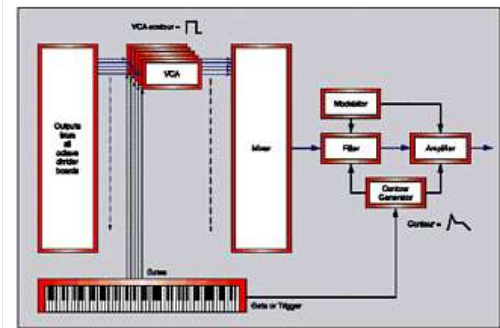 VCA contour =
VCA
Outputs
from
all
octave
divider
boards
Mixer
Modulator
Filter
Amplifier
Contour
Generator
Contour =
Gates
Gate or Trigger